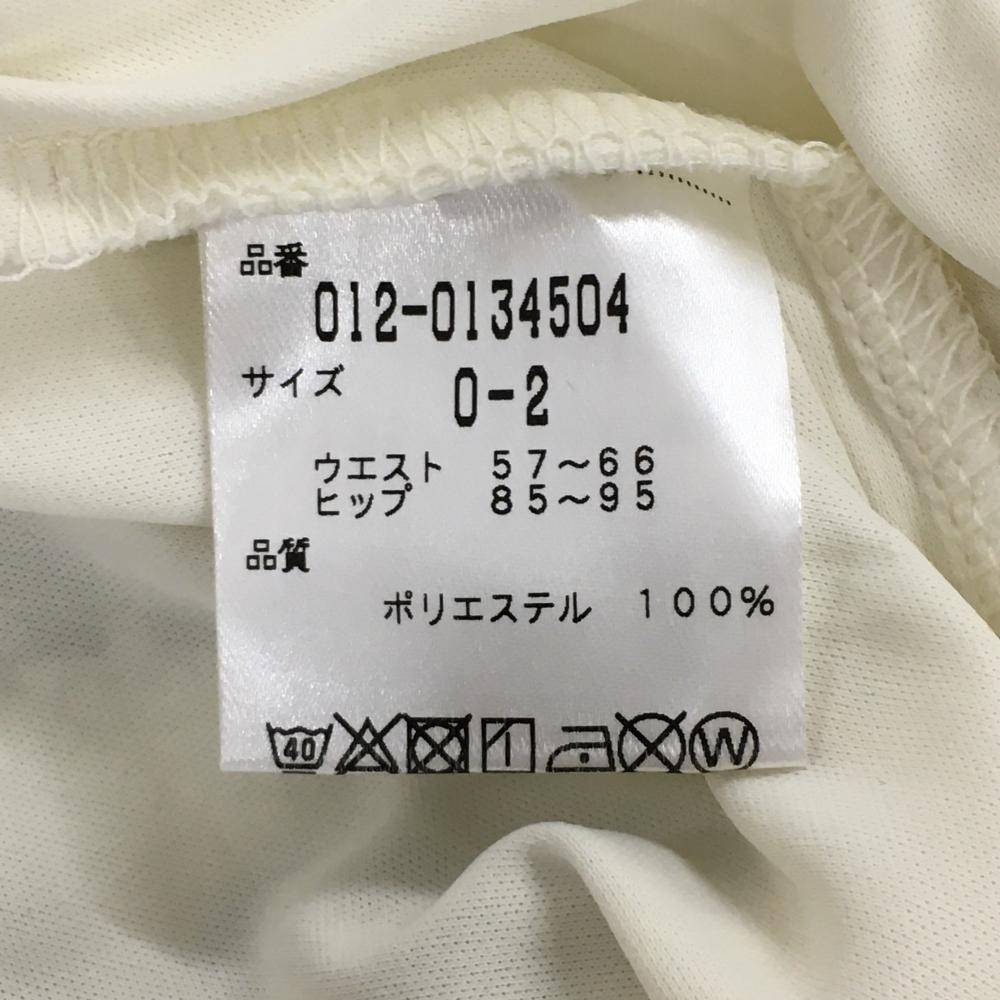 品番
012-0134504
サイズ 0-2
ウエスト 57～66
ヒップ 85～95
品質
ポリエステル 100%
40 W